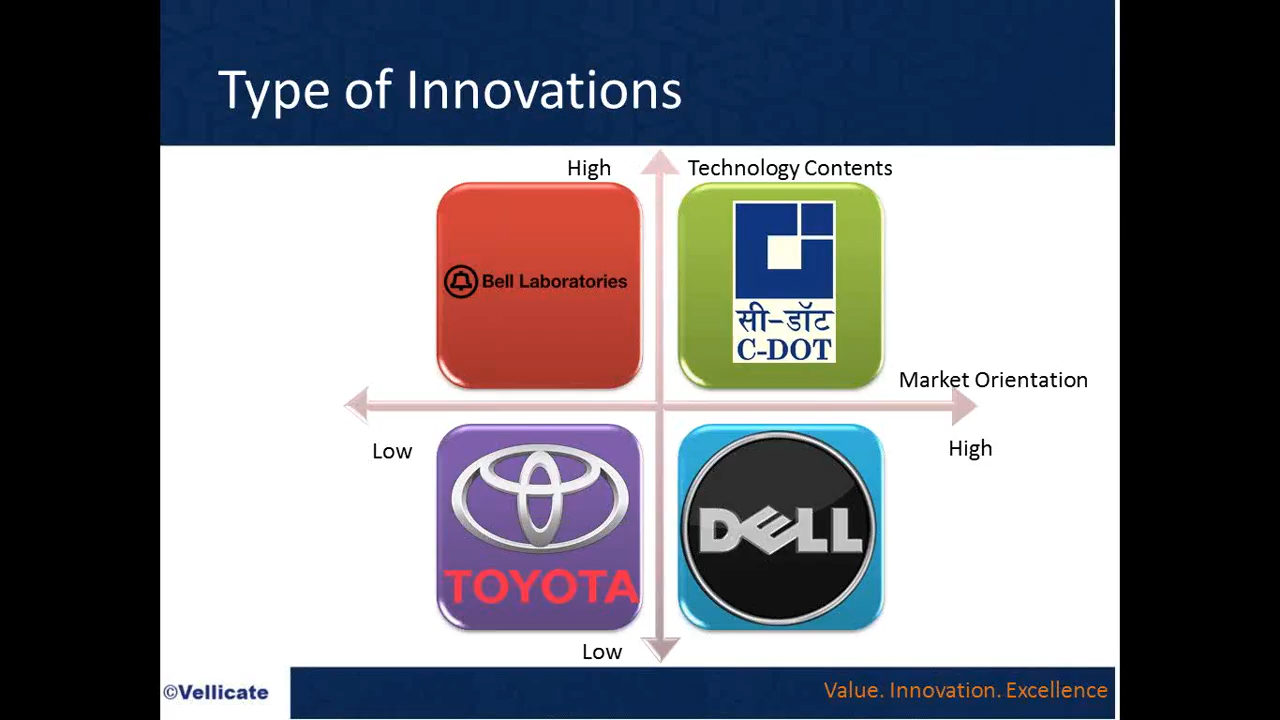 Type of Innovations
High
Technology Contents
Bell Laboratories
सी-डॉट
C-DOT
Market Orientation
Low
High
TOYOTA
DELL
Low
©Vellicate
Value. Innovation. Excellence